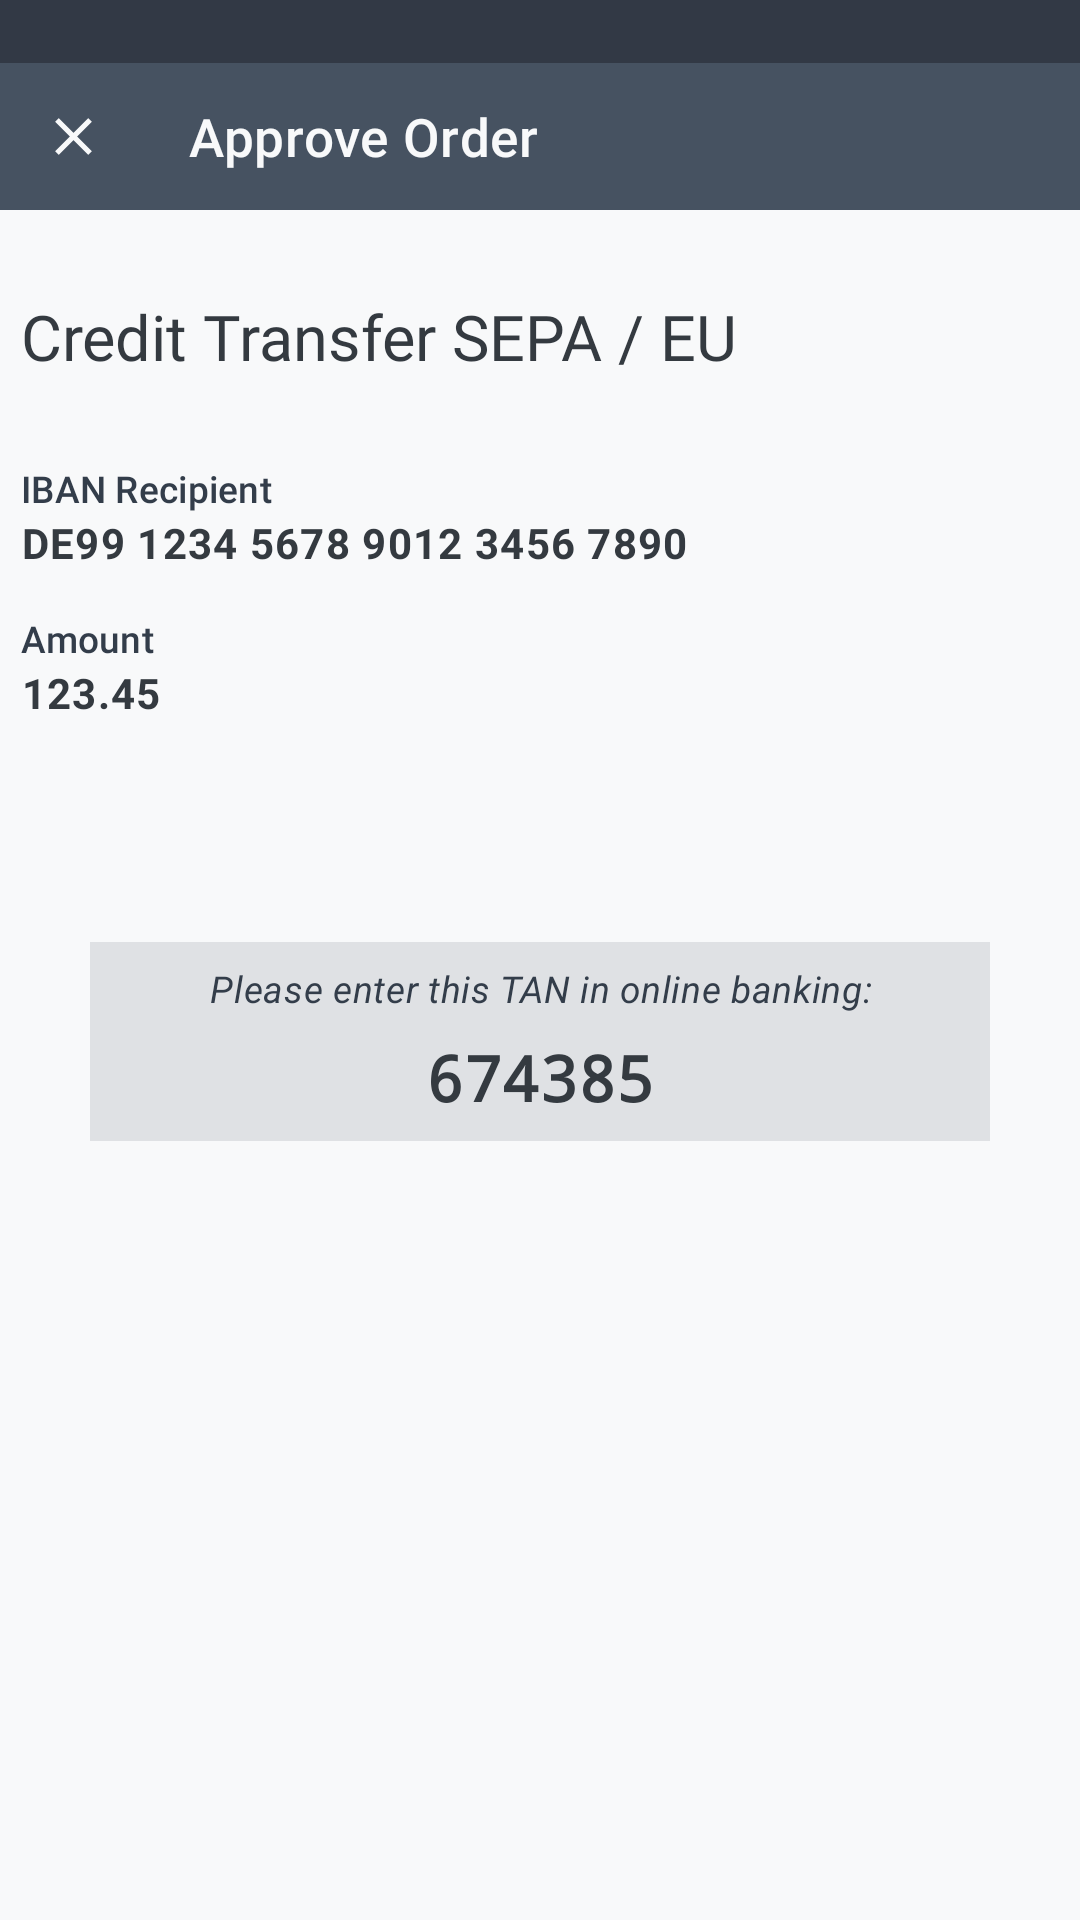 Approve Order
Credit Transfer SEPA / EU
IBAN Recipient
DE99 1234 5678 9012 3456 7890
Amount
123.45
Please enter this TAN in online banking:
674385